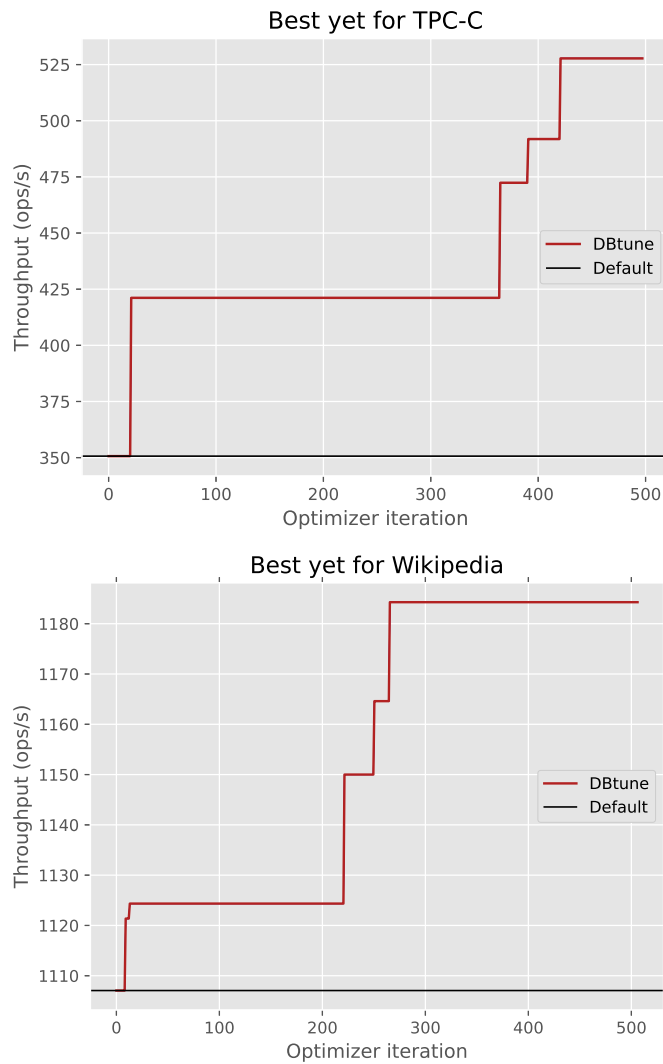 Best yet for TPC-C
Throughput (ops/s)
525
500
475
450
425
400
375
350
DBtune
Default
0 100 200 300 400 500
Optimizer iteration
Best yet for Wikipedia
Throughput (ops/s)
1180
1170
1160
1150
1140
1130
1120
1110
DBtune
Default
0 100 200 300 400 500
Optimizer iteration